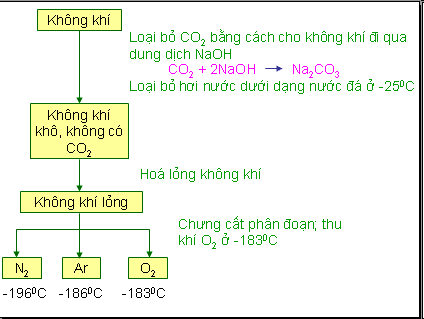 Không khí
Loại bỏ CO₂ bằng cách cho không khí đi qua
dung dịch NaOH
CO₂ + 2NaOH → Na₂CO₃
Loại bỏ hơi nước dưới dạng nước đá ở -25⁰C
Không khí
khô, không có
CO₂
Hoá lỏng không khí
Không khí lỏng
Chưng cất phân đoạn; thu
khí O₂ ở -183⁰C
N₂ Ar O₂
-196⁰C -186⁰C -183⁰C